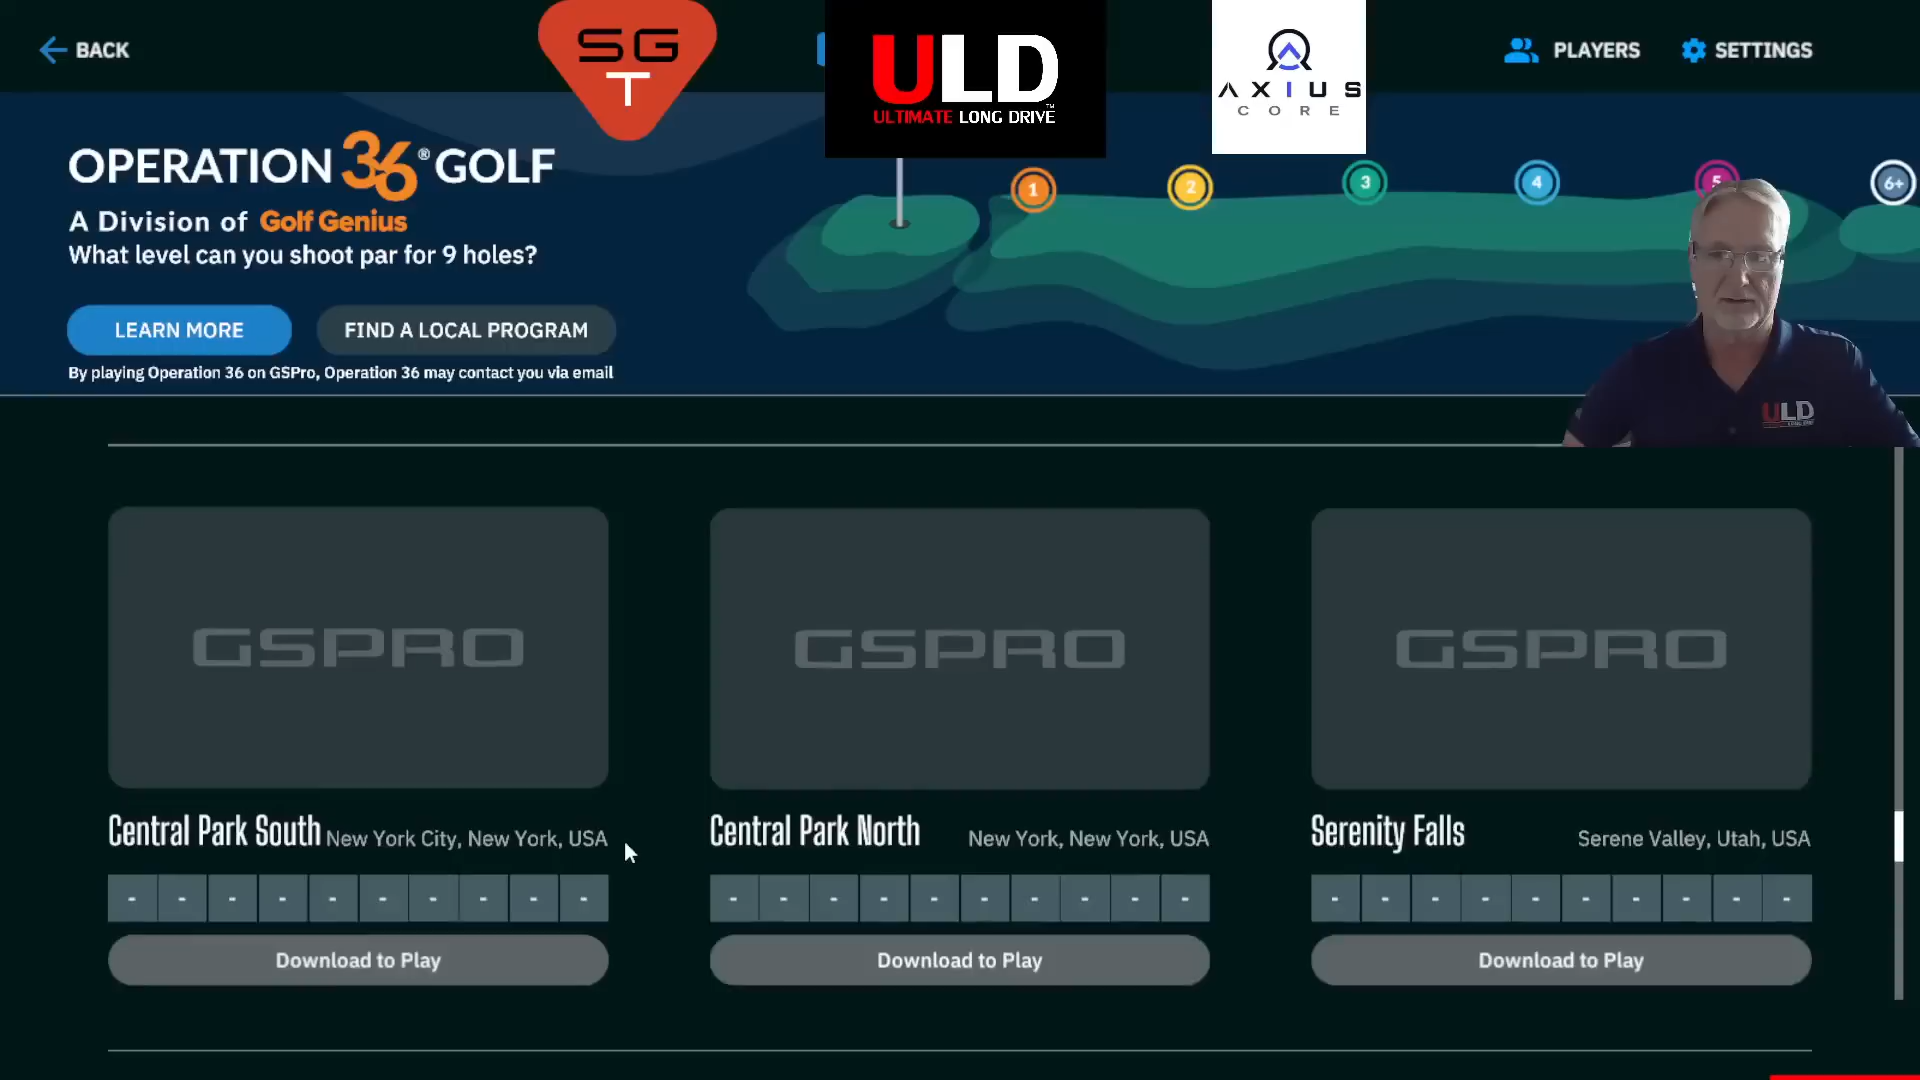 BACK
SG
T
ULD
ULTIMATE LONG DRIVE™
AXIUS
CORE
PLAYERS
SETTINGS
OPERATION 36® GOLF
A Division of Golf Genius
What level can you shoot par for 9 holes?
LEARN MORE
FIND A LOCAL PROGRAM
By playing Operation 36 on GSPro, Operation 36 may contact you via email
1
2
3
4
5
6+
ULD
GSPRO
GSPRO
GSPRO
Central Park South New York City, New York, USA
Central Park North New York, New York, USA
Serenity Falls Serene Valley, Utah, USA
- - - - - - - - - -
- - - - - - - - - -
- - - - - - - - - -
Download to Play
Download to Play
Download to Play